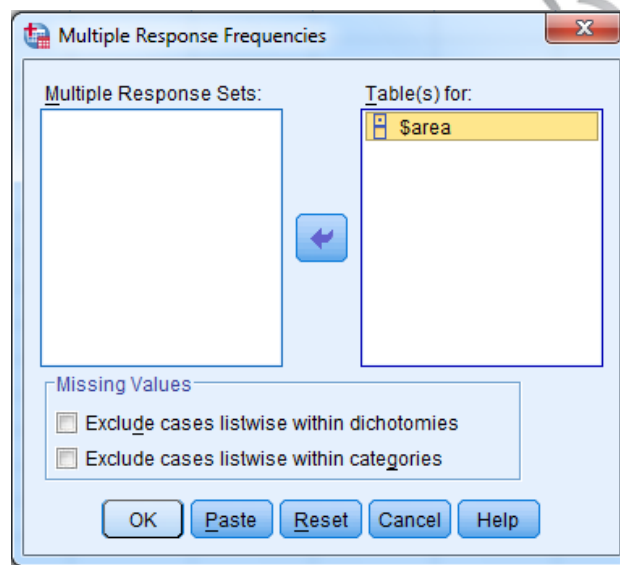 Multiple Response Frequencies
X
Multiple Response Sets:
Table(s) for:
$area
Missing Values
Exclude cases listwise within dichotomies
Exclude cases listwise within categories
OK Paste Reset Cancel Help